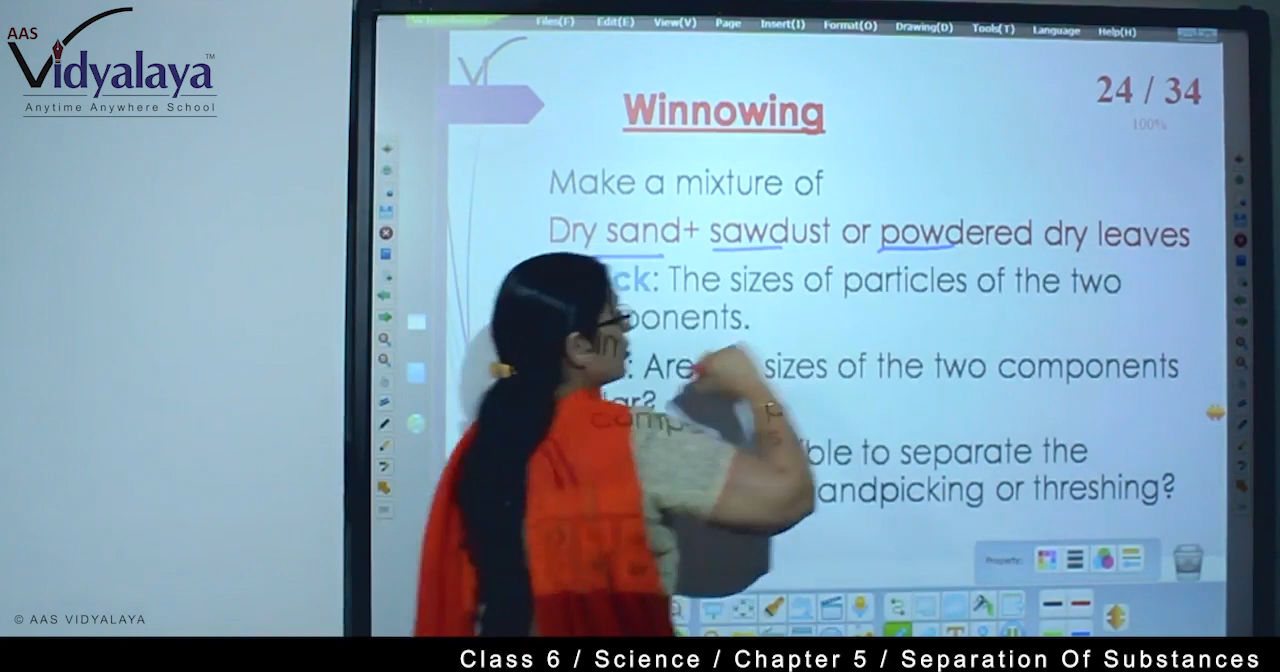 AAS
Vidyalaya™
Anytime Anywhere School
Files(F) Edit(E) View(V) Page Insert(I) Format(O) Drawing(D) Tools(T) Language Help(H)
24 / 34
100%
Winnowing
Make a mixture of
Dry sand+ sawdust or powdered dry leaves
ck: The sizes of particles of the two
ponents.
: Are sizes of the two components
lar?
ble to separate the
andpicking or threshing?
Property:
© AAS VIDYALAYA
Class 6 / Science / Chapter 5 / Separation Of Substances